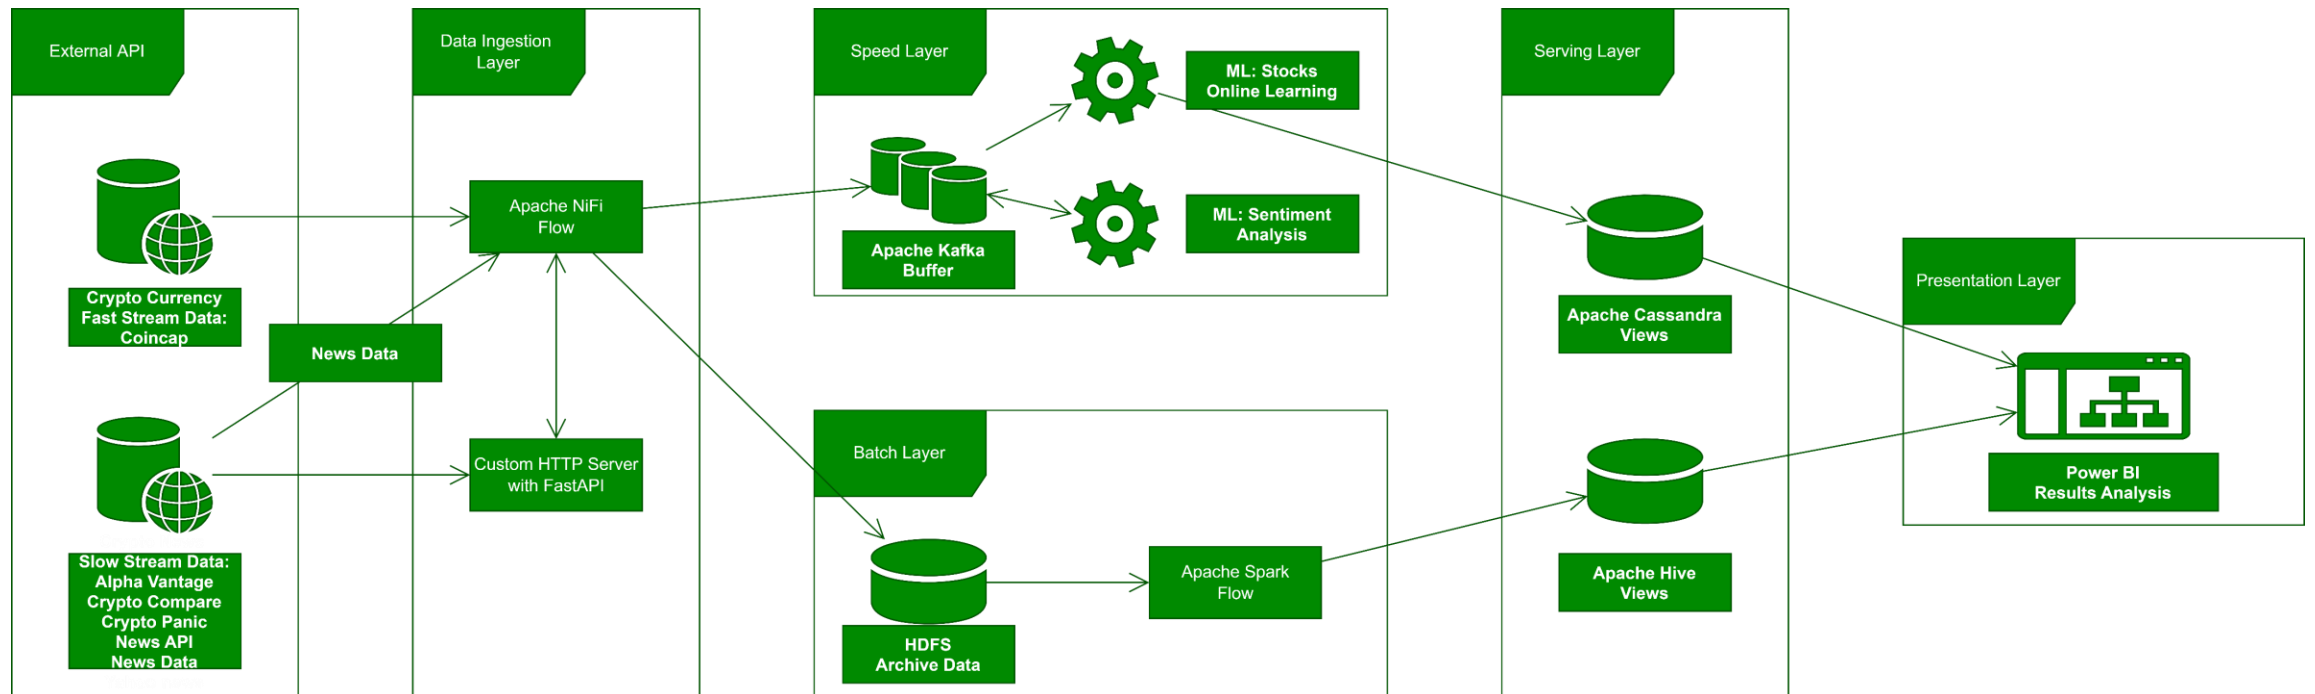 External API
Crypto Currency
Fast Stream Data:
Coincap
Slow Stream Data:
Alpha Vantage
Crypto Compare
Crypto Panic
News API
News Data
News Data
Data Ingestion
Layer
Apache NiFi
Flow
Custom HTTP Server
with FastAPI
Speed Layer
Apache Kafka
Buffer
ML: Stocks
Online Learning
ML: Sentiment
Analysis
Batch Layer
HDFS
Archive Data
Apache Spark
Flow
Serving Layer
Apache Cassandra
Views
Apache Hive
Views
Presentation Layer
Power BI
Results Analysis